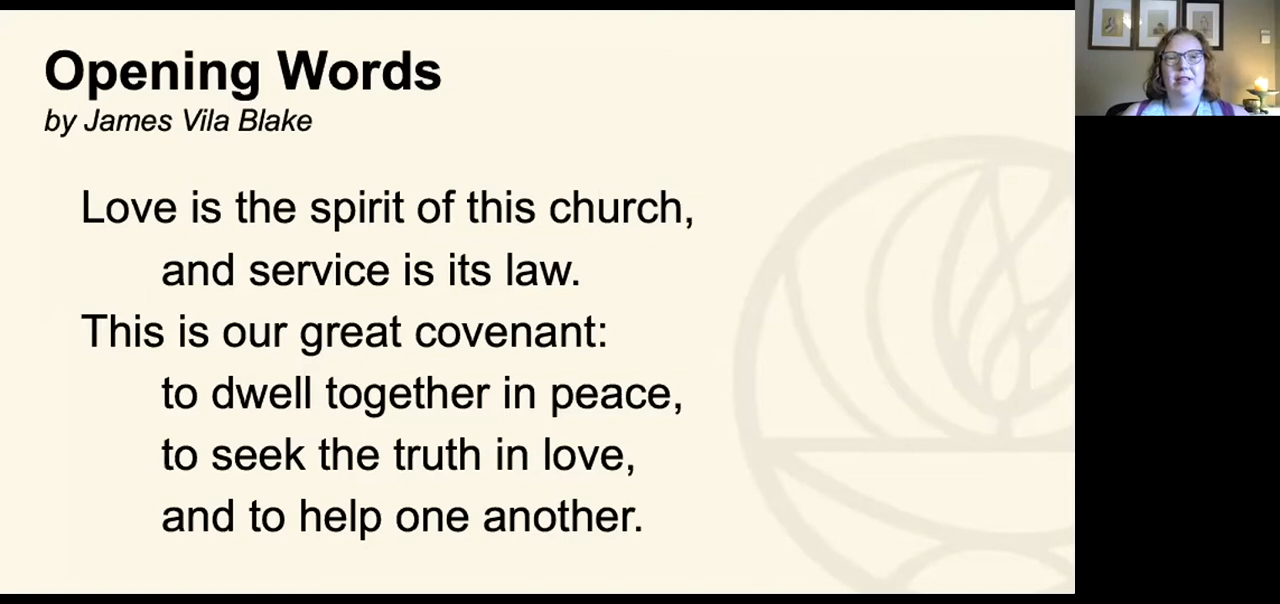 Opening Words
by James Vila Blake
Love is the spirit of this church,
and service is its law.
This is our great covenant:
to dwell together in peace,
to seek the truth in love,
and to help one another.